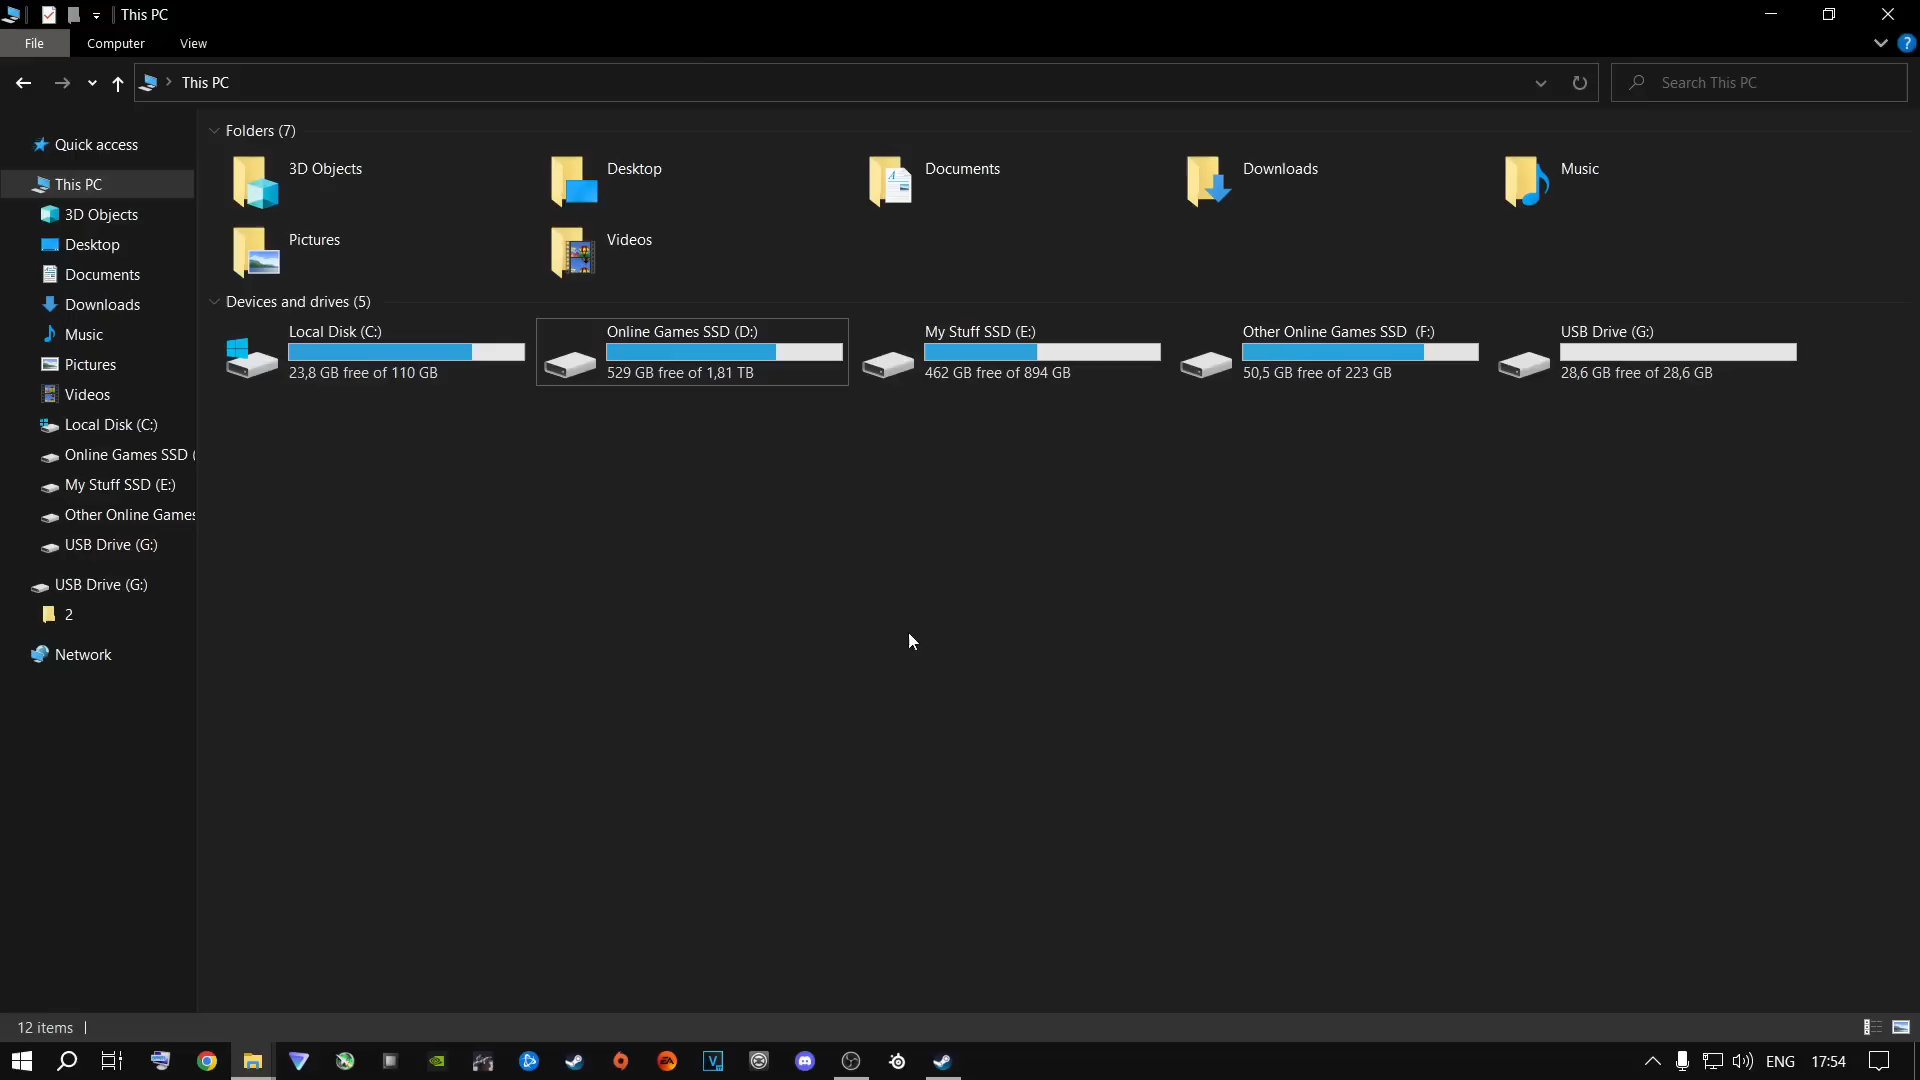 This PC
File Computer View
This PC
Search This PC
Quick access
This PC
3D Objects
Desktop
Documents
Downloads
Music
Pictures
Videos
Local Disk (C:)
Online Games SSD (
My Stuff SSD (E:)
Other Online Games
USB Drive (G:)
USB Drive (G:)
2
Network
Folders (7)
3D Objects
Desktop
Documents
Downloads
Music
Pictures
Videos
Devices and drives (5)
Local Disk (C:)
23,8 GB free of 110 GB
Online Games SSD (D:)
529 GB free of 1,81 TB
My Stuff SSD (E:)
462 GB free of 894 GB
Other Online Games SSD (F:)
50,5 GB free of 223 GB
USB Drive (G:)
28,6 GB free of 28,6 GB
12 items
ENG 17:54